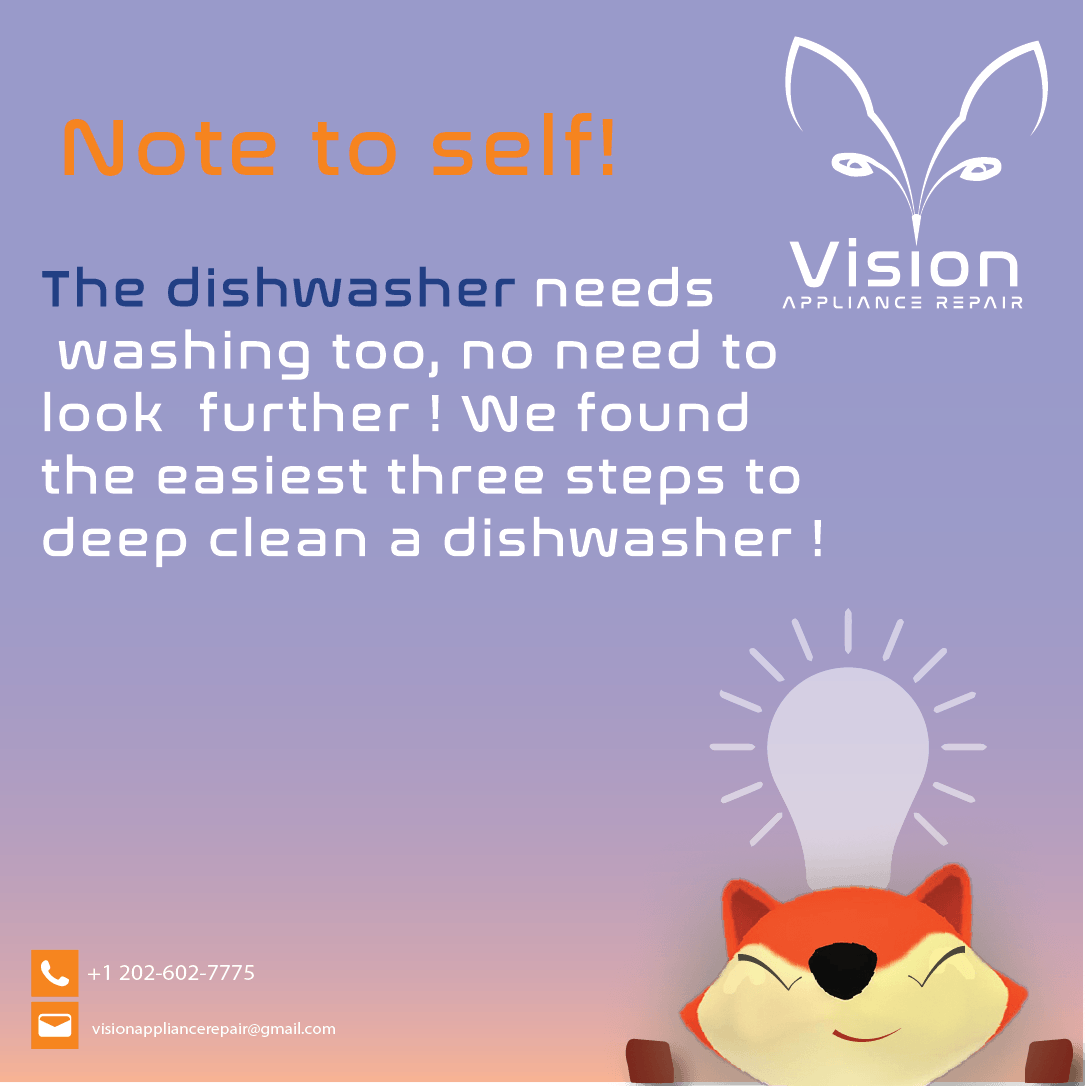 Note to self!
Vision
APPLIANCE REPAIR
The dishwasher needs
washing too, no need to
look further ! We found
the easiest three steps to
deep clean a dishwasher !
+1 202-602-7775
visionappliancerepair@gmail.com